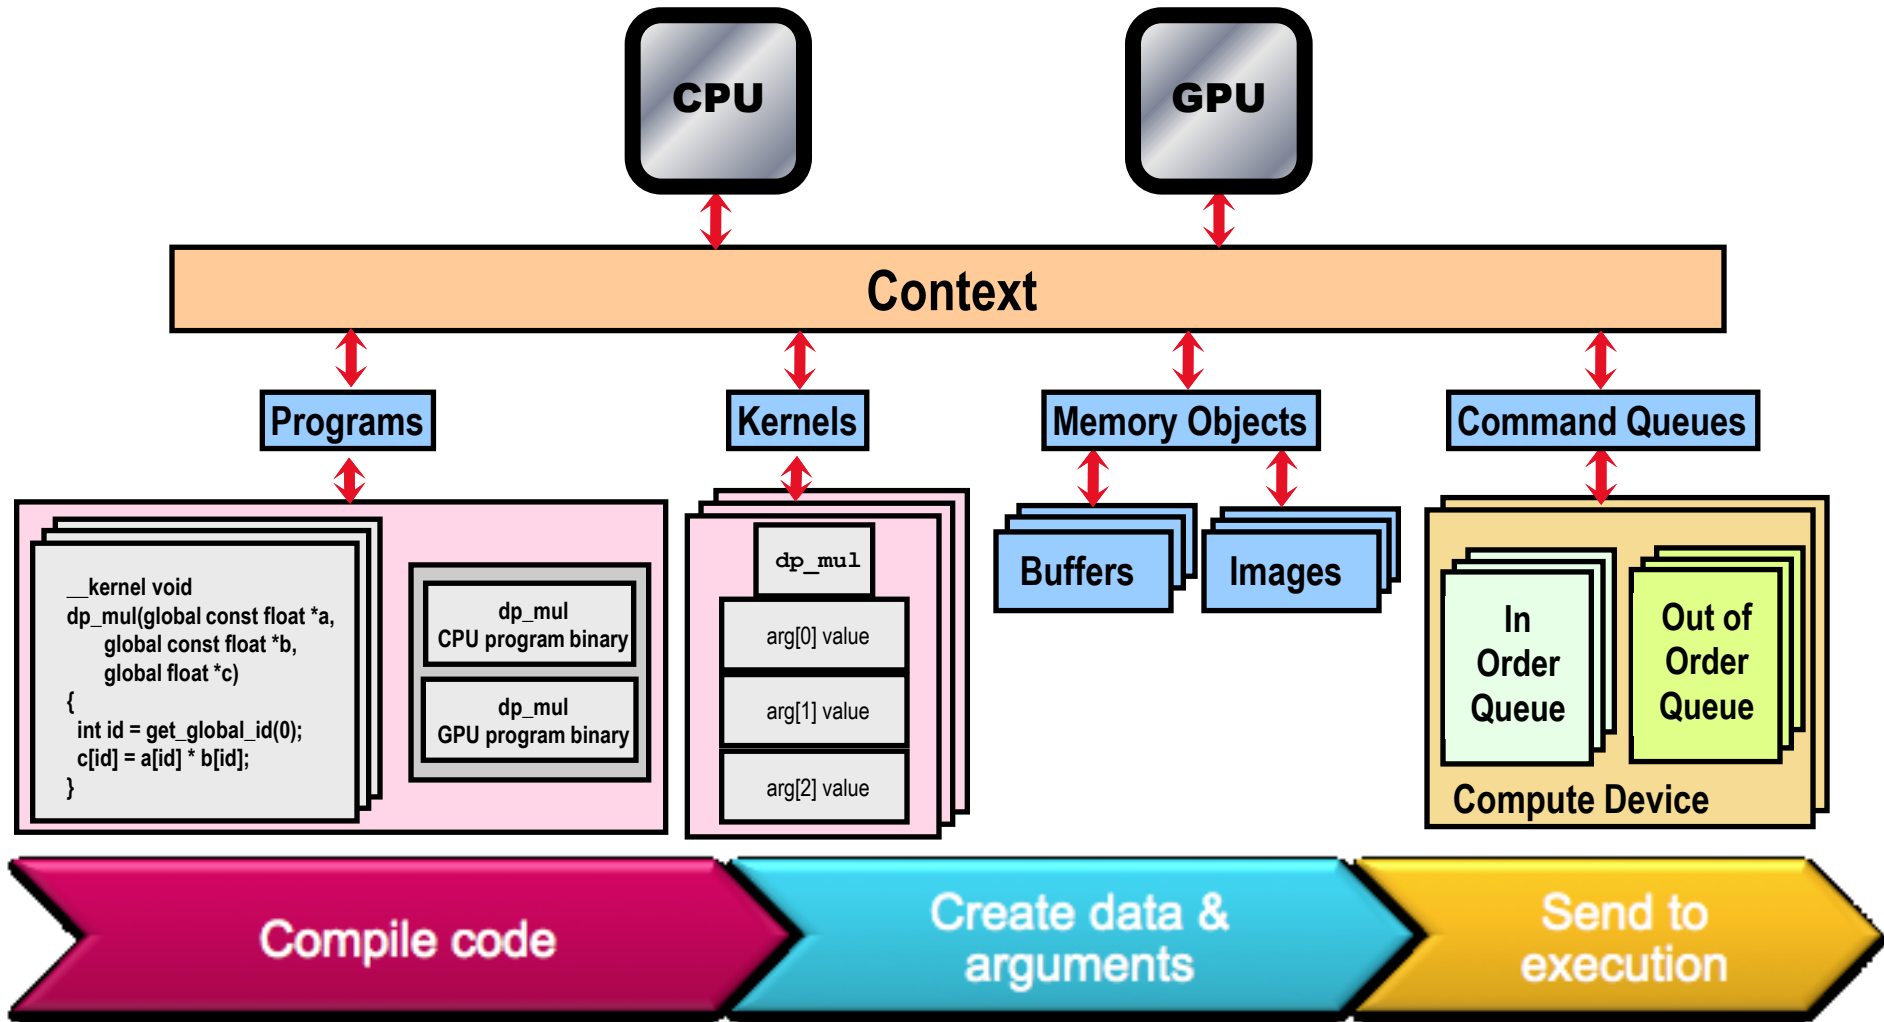 CPU
GPU
Context
Programs
Kernels
Memory Objects
Command Queues
__kernel void
dp_mul(global const float *a,
global const float *b,
global float *c)
{
int id = get_global_id(0);
c[id] = a[id] * b[id];
}
dp_mul
CPU program binary
dp_mul
GPU program binary
dp_mul
arg[0] value
arg[1] value
arg[2] value
Buffers
Images
In
Order
Queue
Out of
Order
Queue
Compute Device
Compile code
Create data &
arguments
Send to
execution